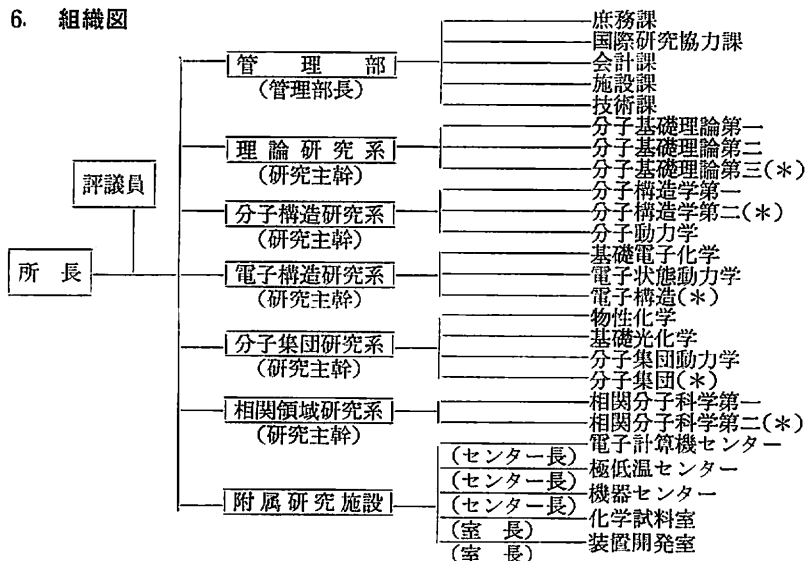 6. 組織図
庶務課
国際研究協力課
管理部
会計課
(管理部長)
施設課
技術課
分子基礎理論第一
理論研究系
分子基礎理論第二
(研究主幹)
分子基礎理論第三(*)
評議員
分子構造学第一
分子構造研究系
分子構造学第二(*)
(研究主幹)
分子動力学
所長
基礎電子化学
電子構造研究系
電子状態動力学
(研究主幹)
電子構造(*)
物性化学
分子集団研究系
基礎光化学
(研究主幹)
分子集団動力学
分子集団(*)
相関領域研究系
相関分子科学第一
(研究主幹)
相関分子科学第二(*)
電子計算機センター
(センター長)
極低温センター
(センター長)
附属研究施設
機器センター
(センター長)
化学試料室
(室長)
装置開発室
(室長)